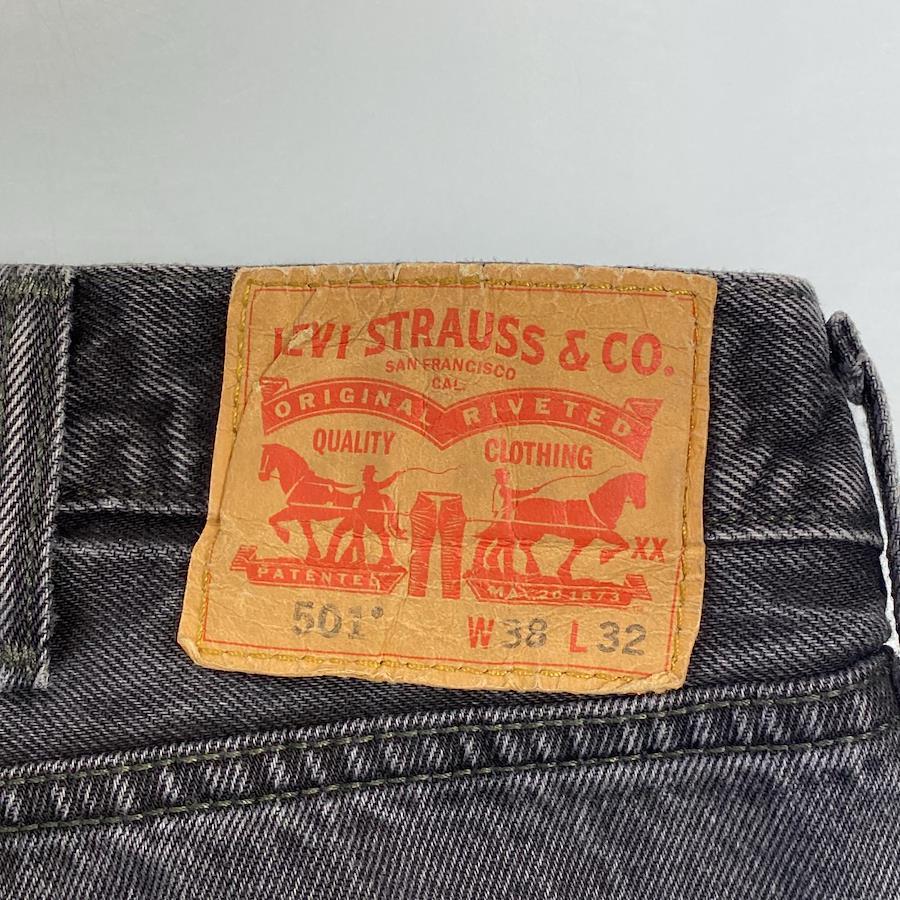 LEVI STRAUSS & CO.
SAN FRANCISCO
CAL.
ORIGINAL RIVETED
QUALITY CLOTHING
XX
PATENTED MAY 20 1873
501® W 38 L 32